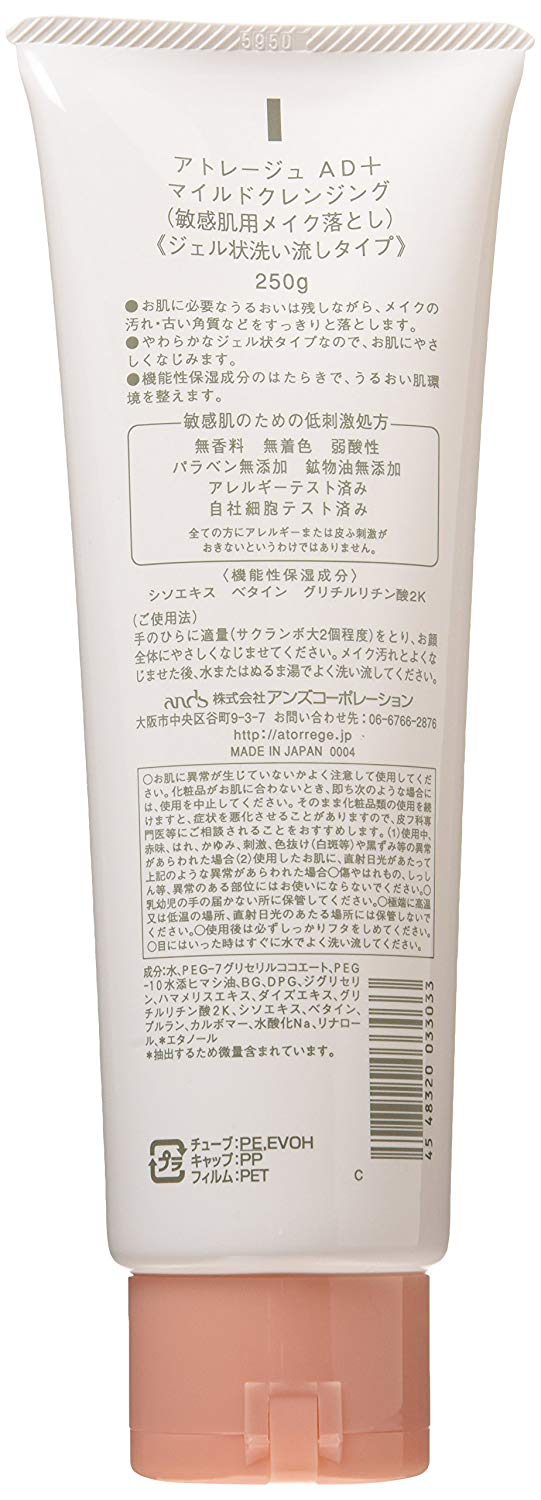 5950
アトレージュ AD＋
マイルドクレンジング
(敏感肌用メイク落とし)
《ジェル状洗い流しタイプ》
250g
●お肌に必要なうるおいは残しながら、メイクの
汚れ・古い角質などをすっきりと落とします。
●やわらかなジェル状タイプなので、お肌にやさ
しくなじみます。
●機能性保湿成分のはたらきで、うるおい肌環
境を整えます。
敏感肌のための低刺激処方
無香料 無着色 弱酸性
パラベン無添加 鉱物油無添加
アレルギーテスト済み
自社細胞テスト済み
全ての方にアレルギーまたは皮ふ刺激が
おきないというわけではありません。
〈機能性保湿成分〉
シソエキス ベタイン グリチルリチン酸2K
(ご使用法)
手のひらに適量(サクランボ大2個程度)をとり、お顔
全体にやさしくなじませてください。メイク汚れとよくな
じませた後、水またはぬるま湯でよく洗い流してください。
and's 株式会社アンズコーポレーション
大阪市中央区谷町9-3-7 お問い合わせ先：06-6766-2876
http://atorrege.jp/
MADE IN JAPAN 0004
○お肌に異常が生じていないかよく注意して使用してくだ
さい。化粧品がお肌に合わないとき、即ち次のような場合に
は、使用を中止してください。そのまま化粧品類の使用を続
けますと、症状を悪化させることがありますので、皮フ科専
門医等にご相談されることをおすすめします。(1)使用中、
赤味、はれ、かゆみ、刺激、色抜け(白斑等)や黒ずみ等の異常
があらわれた場合(2)使用したお肌に、直射日光があたって
上記のような異常があらわれた場合○傷やはれもの、しっし
ん等、異常のある部位にはお使いにならないでください。○
乳幼児の手の届かない所に保管してください。○極端に高温
又は低温の場所、直射日光のあたる場所には保管しないで
ください。○使用後は必ずしっかりフタをしめてください。
○目にはいった時はすぐに水でよく洗い流してください。
成分：水、PEG-7グリセリルココエート、PEG
-10水添ヒマシ油、BG、DPG、ジグリセリ
ン、ハマメリスエキス、ダイズエキス、グリ
チルリチン酸2K、シソエキス、ベタイン、
プルラン、カルボマー、水酸化Na、リナロー
ル、*エタノール
*抽出するため微量含まれています。
4 548320 033033
プラ
チューブ：PE,EVOH
キャップ：PP
フィルム：PET
C